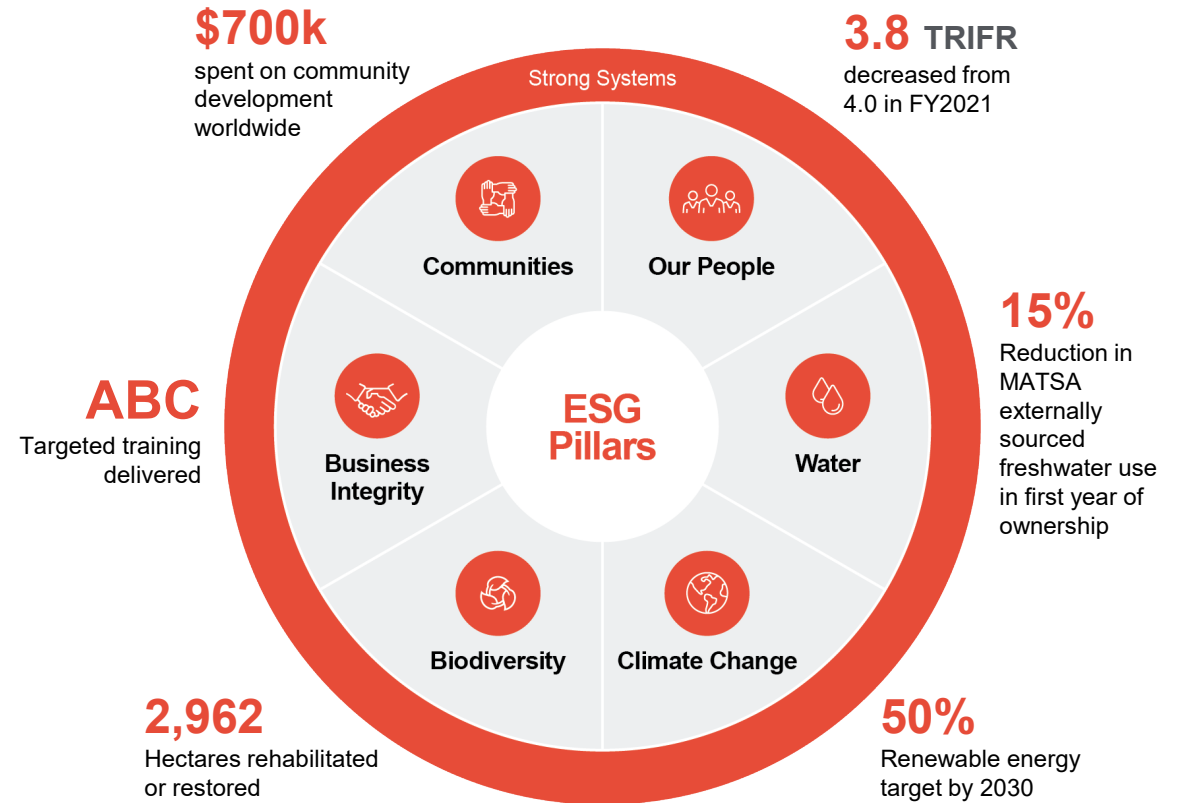 $700k
spent on community
development
worldwide
3.8 TRIFR
decreased from
4.0 in FY2021
Strong Systems
Communities
Our People
15%
Reduction in
MATSA
externally
sourced
freshwater use
in first year of
ownership
ABC
Targeted training
delivered
Business
Integrity
ESG
Pillars
Water
Biodiversity
Climate Change
2,962
Hectares rehabilitated
or restored
50%
Renewable energy
target by 2030